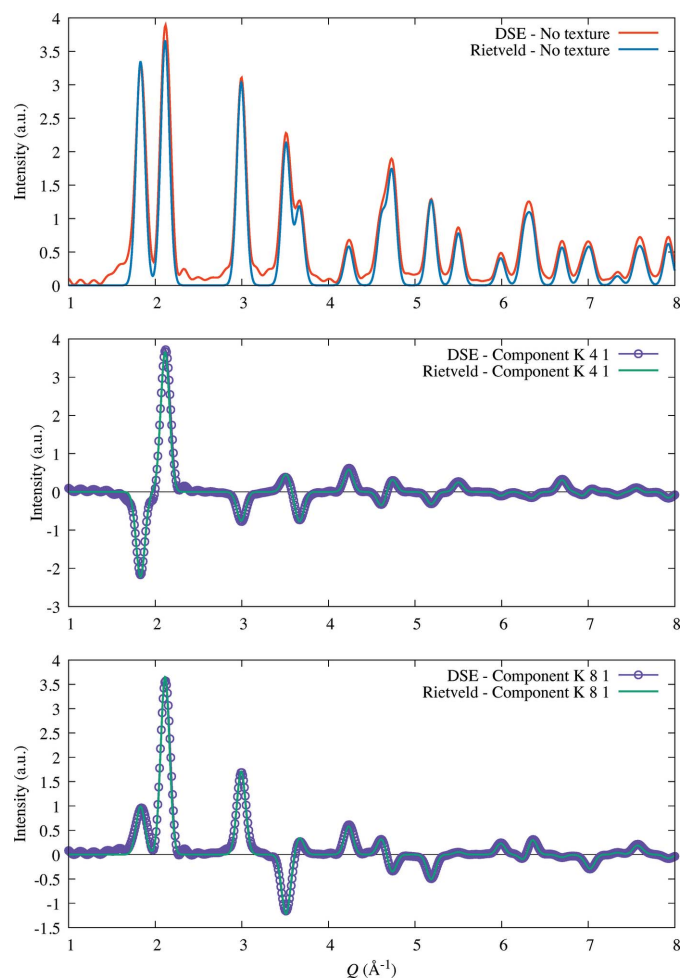 DSE - No texture
Rietveld - No texture
Intensity (a.u.)
4
3.5
3
2.5
2
1.5
1
0.5
0
1 2 3 4 5 6 7 8
DSE - Component K 4 1
Rietveld - Component K 4 1
Intensity (a.u.)
4
3
2
1
0
-1
-2
-3
1 2 3 4 5 6 7 8
DSE - Component K 8 1
Rietveld - Component K 8 1
Intensity (a.u.)
4
3.5
3
2.5
2
1.5
1
0.5
0
-0.5
-1
-1.5
1 2 3 4 5 6 7 8
Q (Å⁻¹)